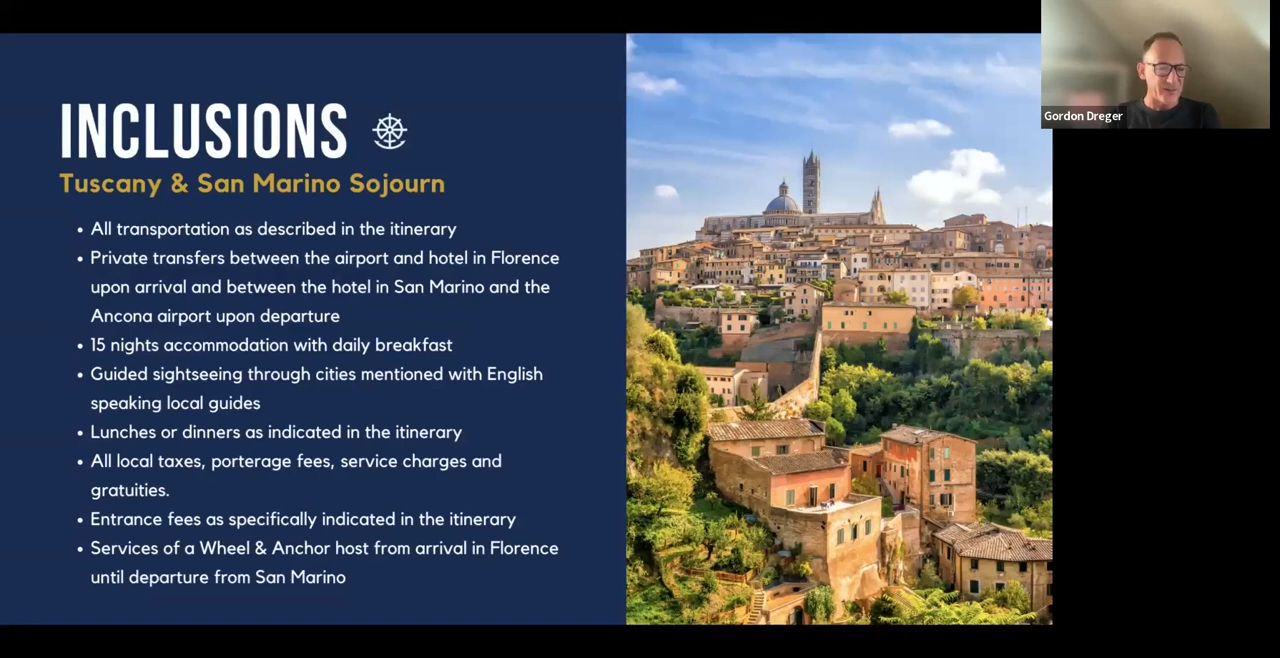 INCLUSIONS
Tuscany & San Marino Sojourn
• All transportation as described in the itinerary
• Private transfers between the airport and hotel in Florence
upon arrival and between the hotel in San Marino and the
Ancona airport upon departure
• 15 nights accommodation with daily breakfast
• Guided sightseeing through cities mentioned with English
speaking local guides
• Lunches or dinners as indicated in the itinerary
• All local taxes, porterage fees, service charges and
gratuities.
• Entrance fees as specifically indicated in the itinerary
• Services of a Wheel & Anchor host from arrival in Florence
until departure from San Marino
Gordon Dreger